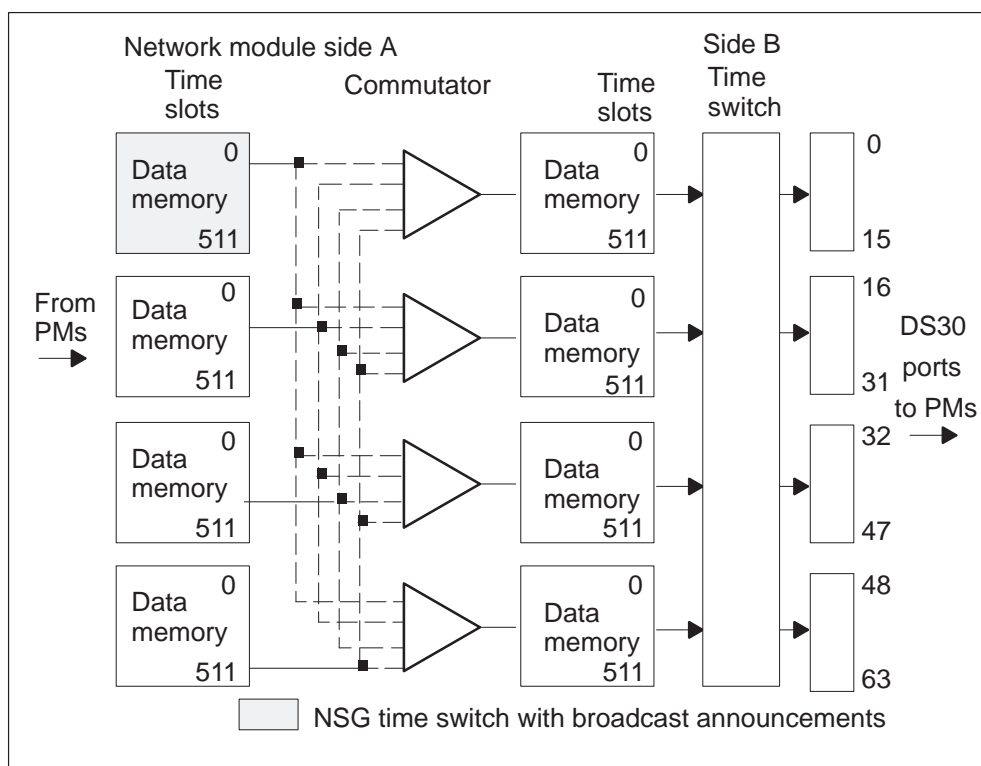 Network module side A
Side B
Time
slots
Commutator
Time
slots
Time
switch
0
Data
memory
511
0
Data
memory
511
0
15
From
PMs
0
Data
memory
511
0
Data
memory
511
16
31
DS30
ports
to PMs
0
Data
memory
511
0
Data
memory
511
32
47
0
Data
memory
511
0
Data
memory
511
48
63
NSG time switch with broadcast announcements